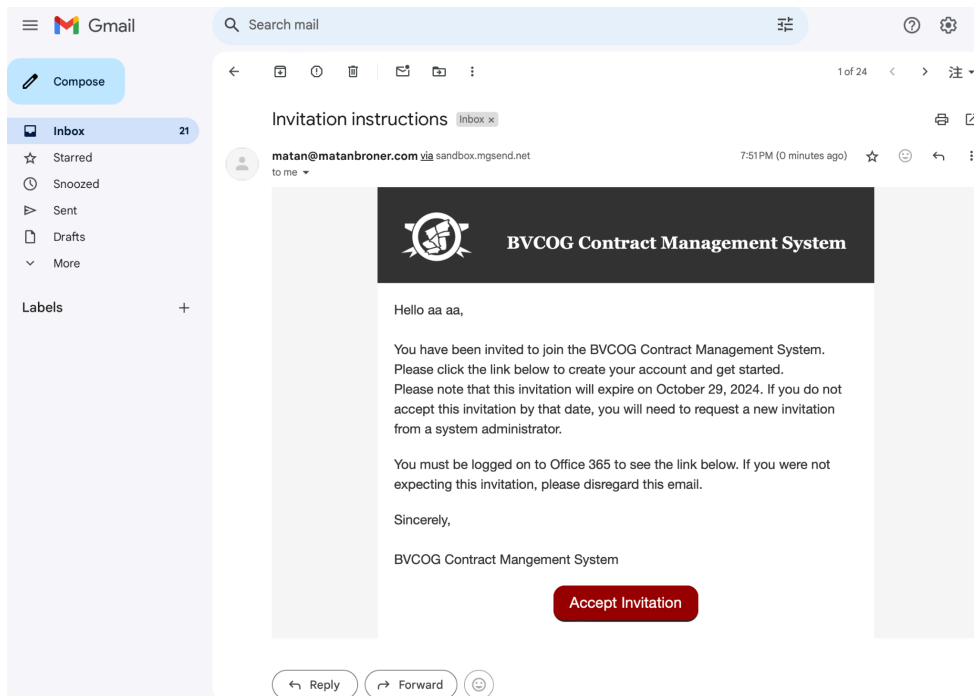 Gmail
Search mail
Compose
1 of 24
注
Inbox 21
Starred
Snoozed
Sent
Drafts
More
Labels
Invitation instructions Inbox x
matan@matanbroner.com via sandbox.mgsend.net 7:51 PM (0 minutes ago)
to me
BVCOG Contract Management System
Hello aa aa,
You have been invited to join the BVCOG Contract Management System.
Please click the link below to create your account and get started.
Please note that this invitation will expire on October 29, 2024. If you do not
accept this invitation by that date, you will need to request a new invitation
from a system administrator.
You must be logged on to Office 365 to see the link below. If you were not
expecting this invitation, please disregard this email.
Sincerely,
BVCOG Contract Mangement System
Accept Invitation
Reply Forward